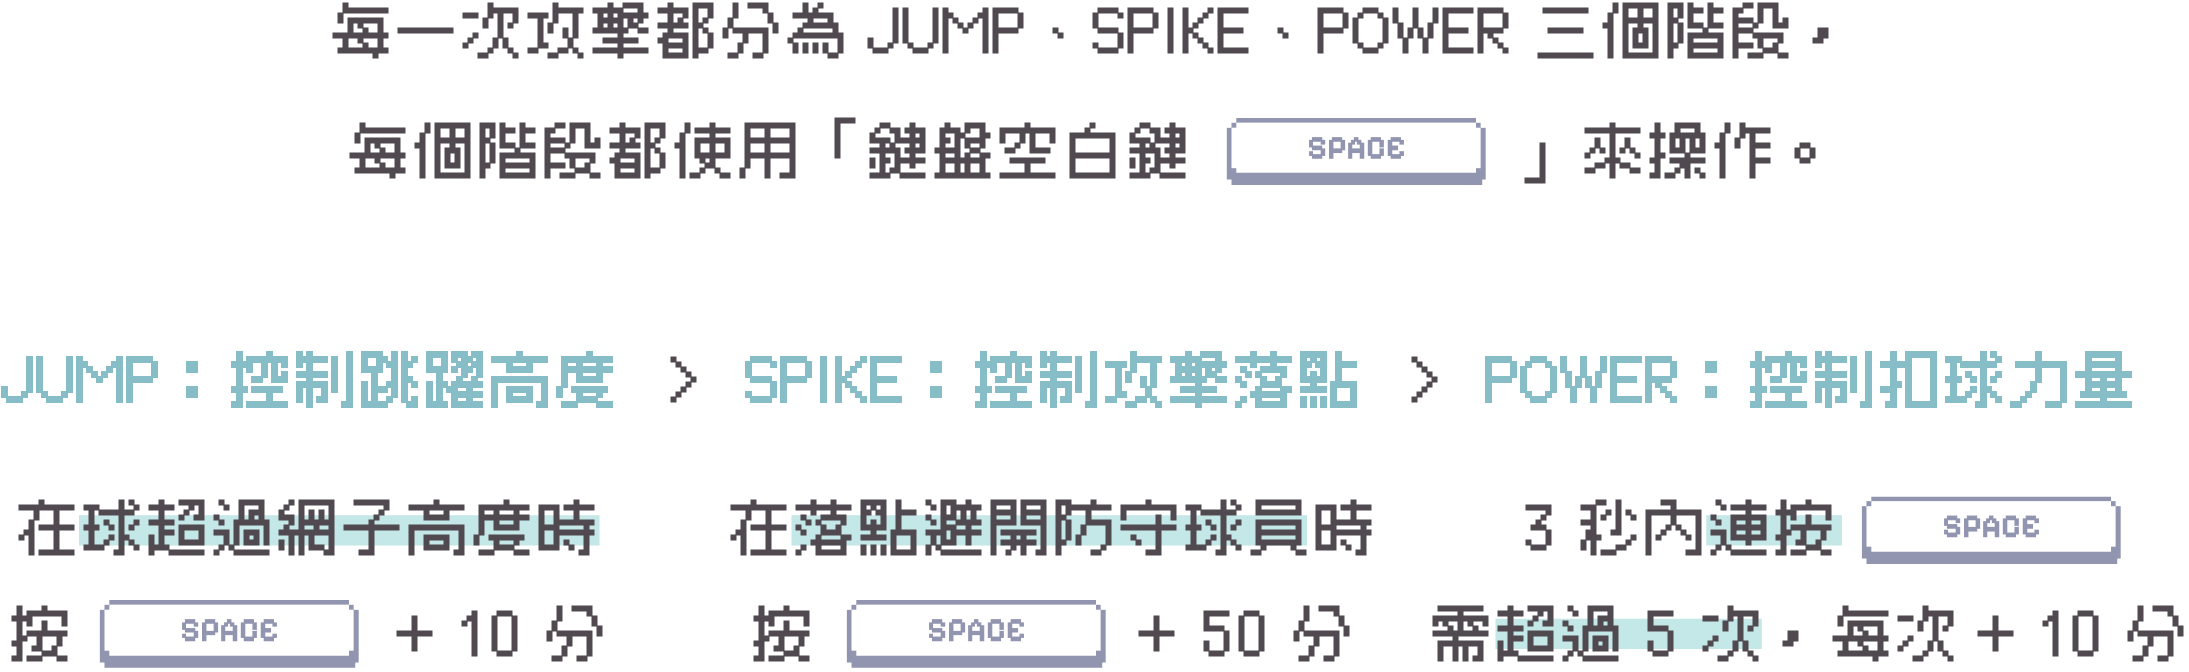 每一次攻擊都分為 JUMP、SPIKE、POWER 三個階段，
每個階段都使用「鍵盤空白鍵 SPACE 」來操作。
JUMP：控制跳躍高度 > SPIKE：控制攻擊落點 > POWER：控制扣球力量
在球超過網子高度時
按 SPACE + 10 分
在落點避開防守球員時
按 SPACE + 50 分
3 秒內連按 SPACE
需超過 5 次，每次 + 10 分